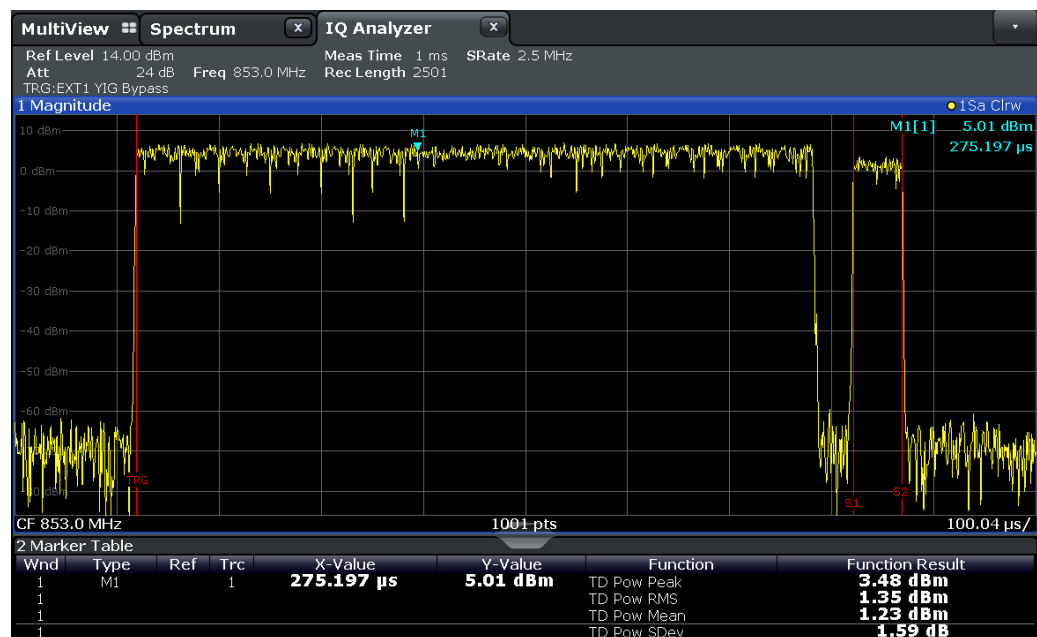 MultiView Spectrum X IQ Analyzer X
Ref Level 14.00 dBm Meas Time 1 ms SRate 2.5 MHz
Att 24 dB Freq 853.0 MHz Rec Length 2501
TRG:EXT1 YIG Bypass
1 Magnitude 1Sa Clrw
10 dBm M1 M1[1] 5.01 dBm
275.197 µs
0 dBm
-10 dBm
-20 dBm
-30 dBm
-40 dBm
-50 dBm
-60 dBm
TRG
S1 S2
CF 853.0 MHz 1001 pts 100.04 µs/
2 Marker Table
Wnd Type Ref Trc X-Value Y-Value Function Function Result
1 M1 1 275.197 µs 5.01 dBm TD Pow Peak 3.48 dBm
1 TD Pow RMS 1.35 dBm
1 TD Pow Mean 1.23 dBm
1 TD Pow SDev 1.59 dB